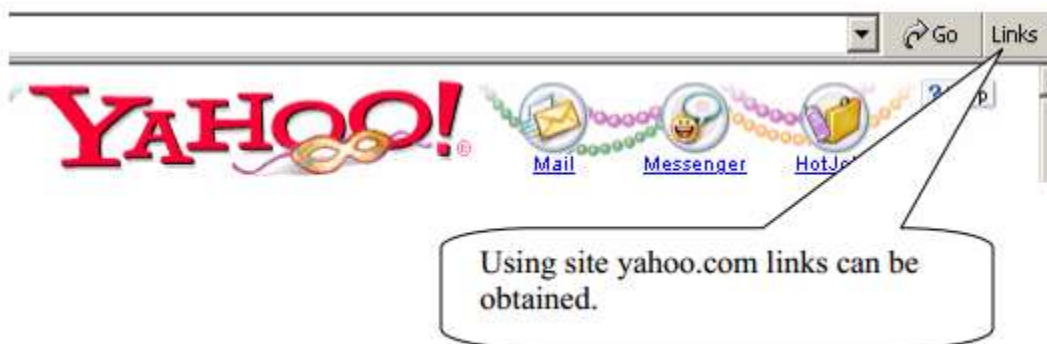 Go Links
YAHOO!
Mail Messenger
Using site yahoo.com links can be
obtained.